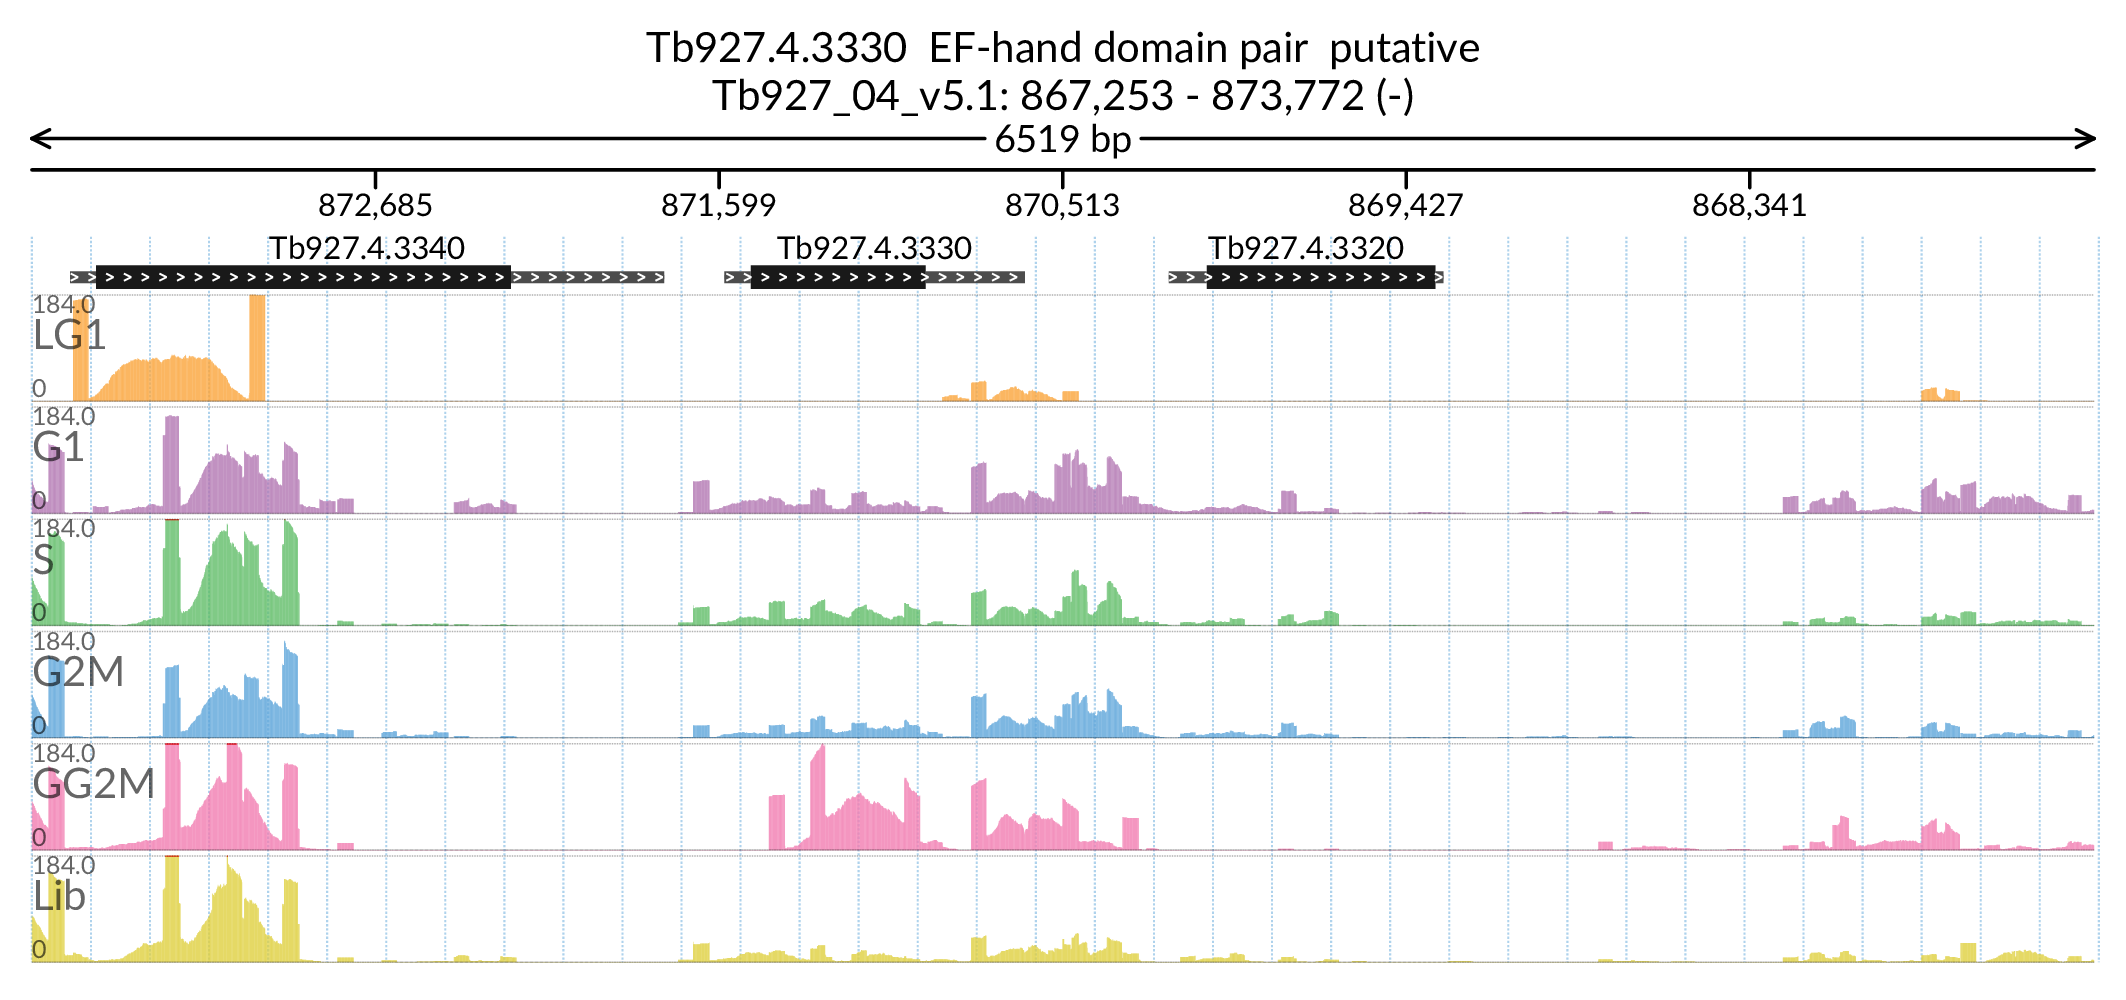 Tb927.4.3330  EF-hand domain pair  putative
Tb927_04_v5.1: 867,253 - 873,772 (-)
6519 bp
872,685 871,599 870,513 869,427 868,341
Tb927.4.3340 Tb927.4.3330 Tb927.4.3320
184.0
LG1
0
184.0
G1
0
184.0
S
0
184.0
G2M
0
184.0
GG2M
0
184.0
Lib
0